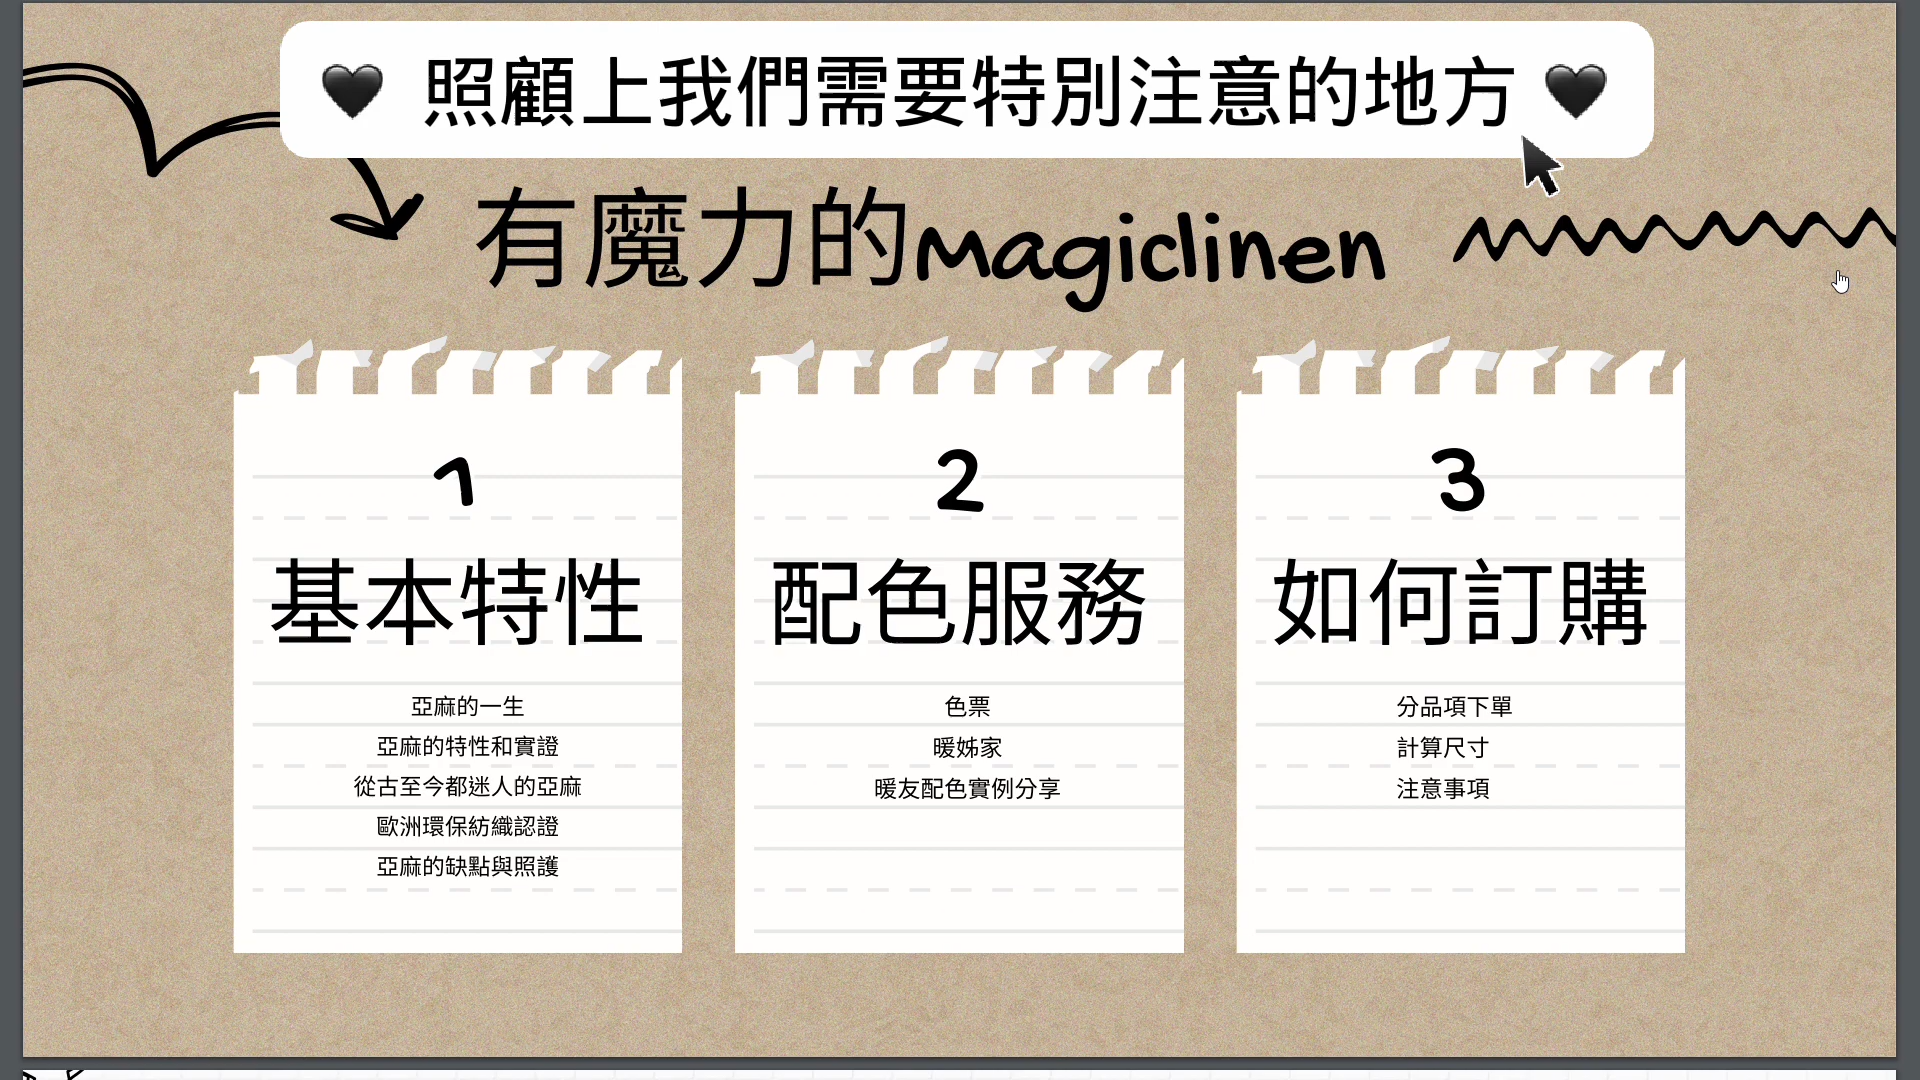 🖤 照顧上我們需要特別注意的地方 🖤
有魔力的Magiclinen
1
基本特性
亞麻的一生
亞麻的特性和實證
從古至今都迷人的亞麻
歐洲環保紡織認證
亞麻的缺點與照護
2
配色服務
色票
暖姊家
暖友配色實例分享
3
如何訂購
分品項下單
計算尺寸
注意事項